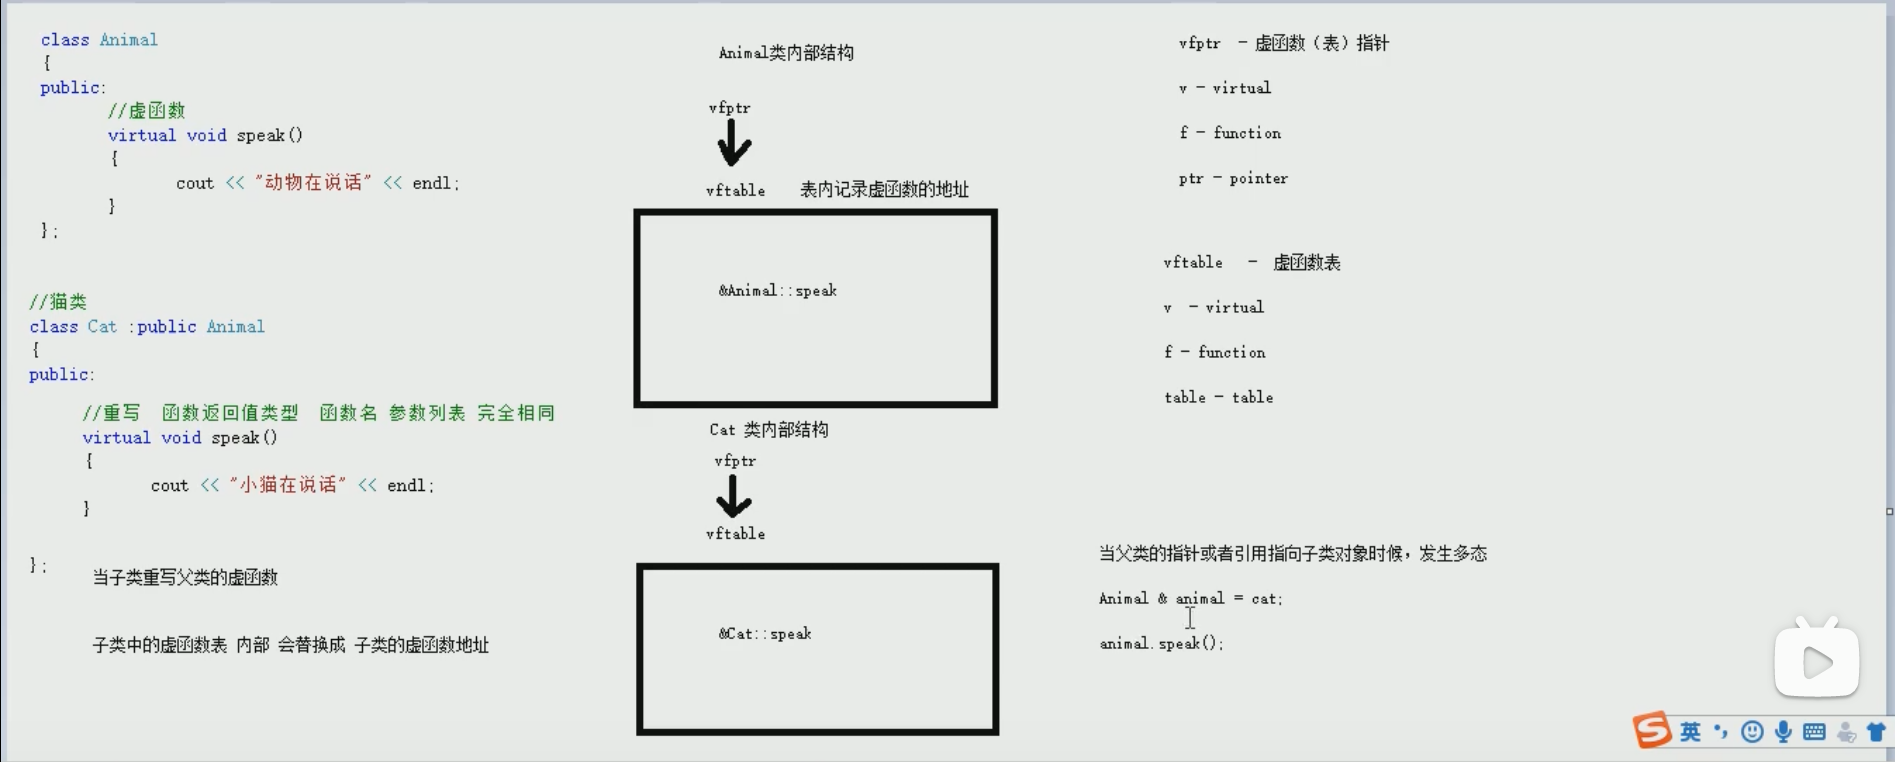 class Animal
{
public:
//虚函数
virtual void speak()
{
cout << "动物在说话" << endl;
}
};
//猫类
class Cat :public Animal
{
public:
//重写 函数返回值类型 函数名 参数列表 完全相同
virtual void speak()
{
cout << "小猫在说话" << endl;
}
};
当子类重写父类的虚函数
子类中的虚函数表 内部 会替换成 子类的虚函数地址
Animal类内部结构
vfptr
vftable 表内记录虚函数的地址
&Animal::speak
Cat 类内部结构
vfptr
vftable
&Cat::speak
vfptr - 虚函数（表）指针
v - virtual
f - function
ptr - pointer
vftable - 虚函数表
v - virtual
f - function
table - table
当父类的指针或者引用指向子类对象时候，发生多态
Animal & animal = cat;
animal.speak();
英